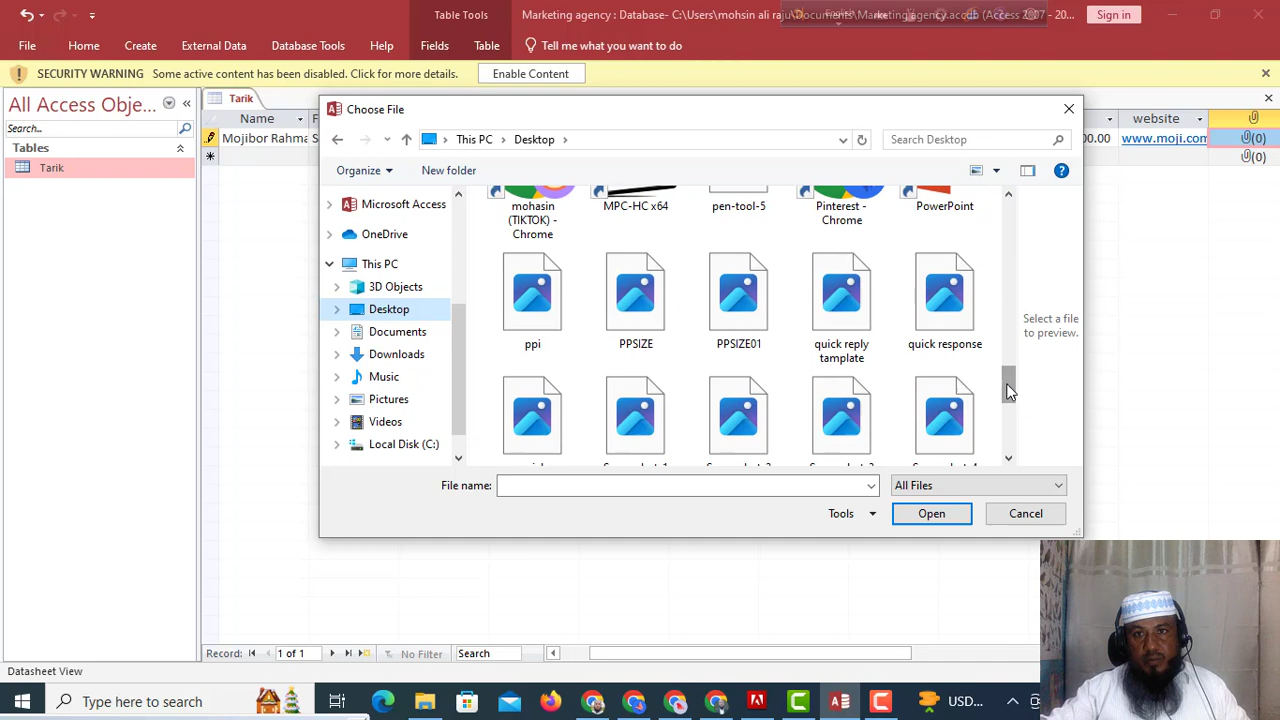 Table Tools
Marketing agency : Database- C:\Users\mohsin ali raju\Documents\Marketing agency.accdb (Access 2007 - 20...
Sign in
File
Home
Create
External Data
Database Tools
Help
Fields
Table
Tell me what you want to do
SECURITY WARNING
Some active content has been disabled. Click for more details.
Enable Content
All Access Obje...
Search...
Tables
Tarik
Tarik
Name
website
Mojibor Rahma
00.00
www.moji.com
(0)
(0)
Choose File
This PC
Desktop
Search Desktop
Organize
New folder
Microsoft Access
OneDrive
This PC
3D Objects
Desktop
Documents
Downloads
Music
Pictures
Videos
Local Disk (C:)
mohasin
(TIKTOK) -
Chrome
MPC-HC x64
pen-tool-5
Pinterest -
Chrome
PowerPoint
ppi
PPSIZE
PPSIZE01
quick reply
tamplate
quick response
Select a file
to preview.
File name:
All Files
Tools
Open
Cancel
Record:
1 of 1
No Filter
Search
Datasheet View
Type here to search
USD...